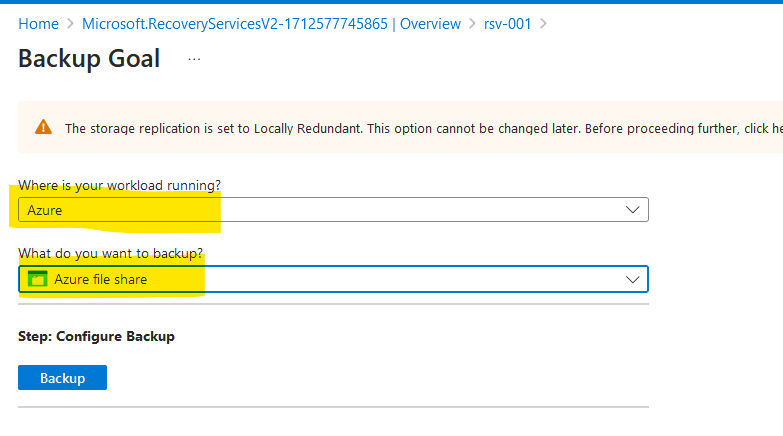 Home > Microsoft.RecoveryServicesV2-1712577745865 | Overview > rsv-001 >
Backup Goal ...
The storage replication is set to Locally Redundant. This option cannot be changed later. Before proceeding further, click he
Where is your workload running?
Azure
What do you want to backup?
Azure file share
Step: Configure Backup
Backup